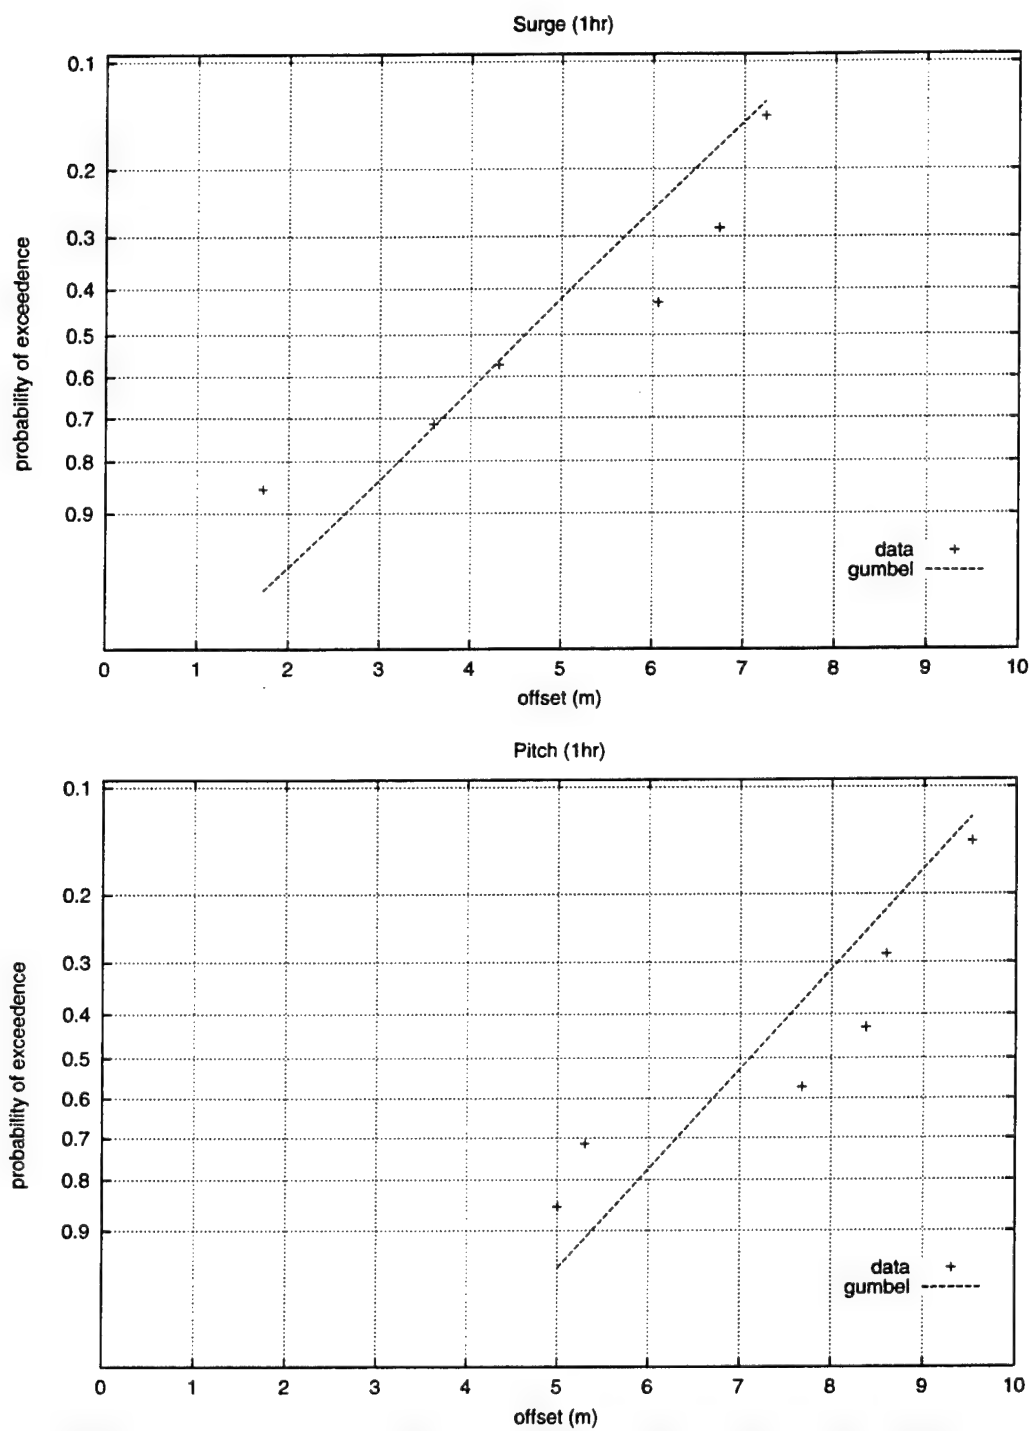 Surge (1hr)
0.1
0.2
0.3
0.4
0.5
0.6
0.7
0.8
0.9
probability of exceedence
data
gumbel
0 1 2 3 4 5 6 7 8 9 10
offset (m)
Pitch (1hr)
0.1
0.2
0.3
0.4
0.5
0.6
0.7
0.8
0.9
probability of exceedence
data
gumbel
0 1 2 3 4 5 6 7 8 9 10
offset (m)